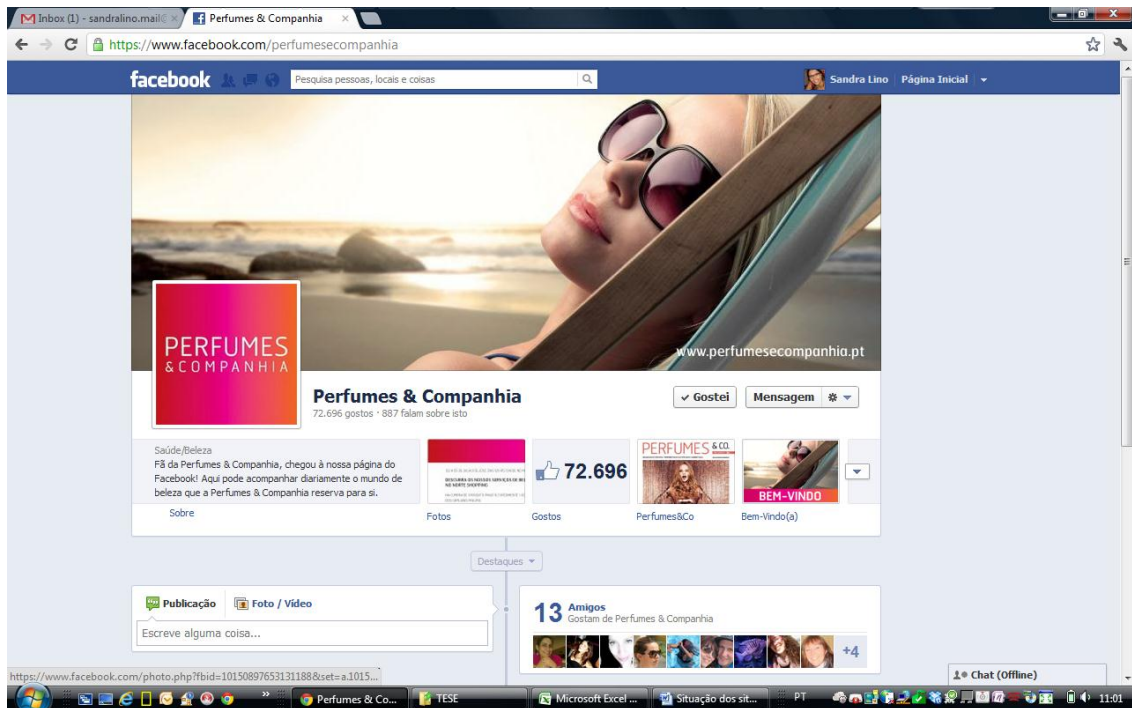 Inbox (1) - sandralino.mail@
Perfumes & Companhia
https://www.facebook.com/perfumesecompanhia
facebook
Pesquisa pessoas, locais e coisas
Sandra Lino
Página Inicial
www.perfumesecompanhia.pt
PERFUMES
& COMPANHIA
Perfumes & Companhia
72.696 gostos · 887 falam sobre isto
Gostei
Mensagem
Saúde/Beleza
Fã da Perfumes & Companhia, chegou à nossa página do
Facebook! Aqui pode acompanhar diariamente o mundo de
beleza que a Perfumes & Companhia reserva para si.
Sobre
Fotos
72.696
Gostos
PERFUMES & CO.
Perfumes&Co
BEM-VINDO
Bem-Vindo(a)
Destaques
Publicação
Foto / Vídeo
Escreve alguma coisa...
13 Amigos
Gostam de Perfumes & Companhia
+4
https://www.facebook.com/photo.php?fbid=10150897653131188&set=a.1015...
Chat (Offline)
Perfumes & Co...
TESE
Microsoft Excel ...
Situação dos sit...
PT
11:01